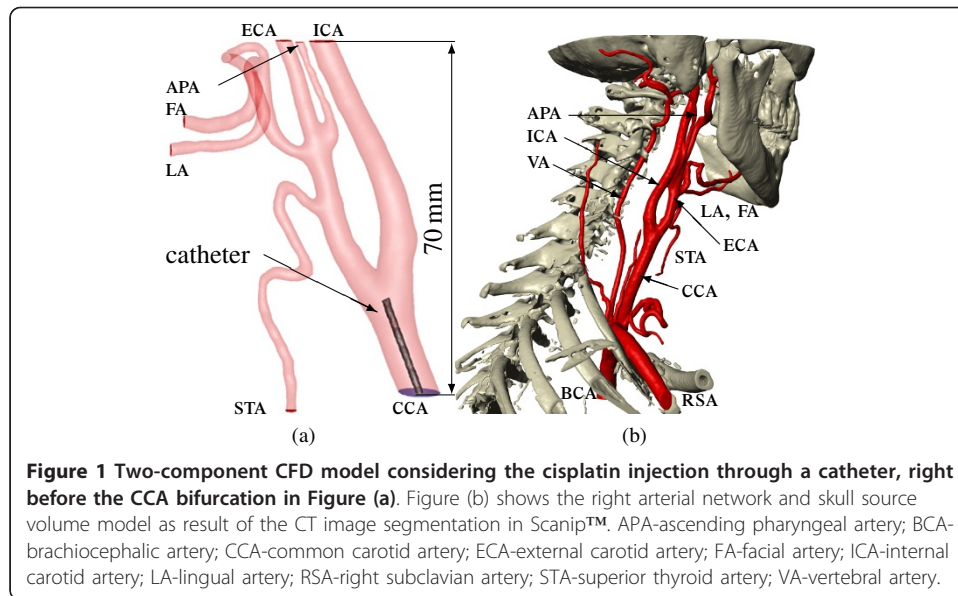 ECA ICA
APA
FA
LA
catheter
70 mm
STA
CCA
(a)
APA
ICA
VA
LA, FA
ECA
STA
CCA
BCA
RSA
(b)
Figure 1 Two-component CFD model considering the cisplatin injection through a catheter, right
before the CCA bifurcation in Figure (a). Figure (b) shows the right arterial network and skull source
volume model as result of the CT image segmentation in Scanip™. APA-ascending pharyngeal artery; BCA-
brachiocephalic artery; CCA-common carotid artery; ECA-external carotid artery; FA-facial artery; ICA-internal
carotid artery; LA-lingual artery; RSA-right subclavian artery; STA-superior thyroid artery; VA-vertebral artery.